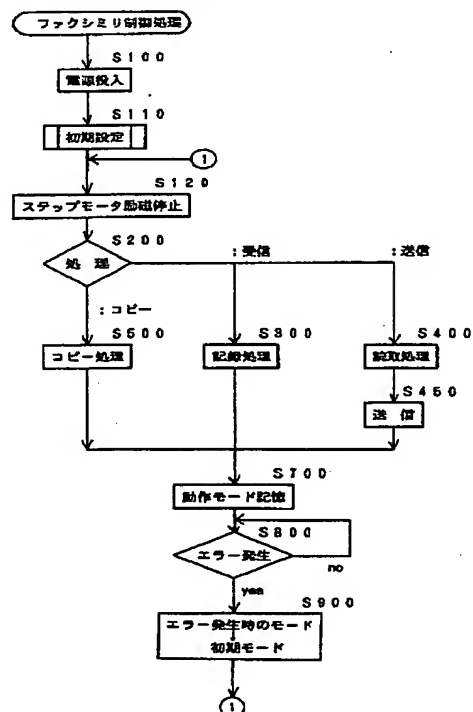 ファクシミリ制御処理
S100
電源投入
S110
初期設定
1
S120
ステップモータ励磁停止
S200
処 理
:受信
:送信
:コピー
S500
S300
S400
コピー処理
記録処理
読取処理
S450
送 信
S700
動作モード記憶
S800
エラー発生
no
yes
S900
エラー発生時のモード
初期モード
1